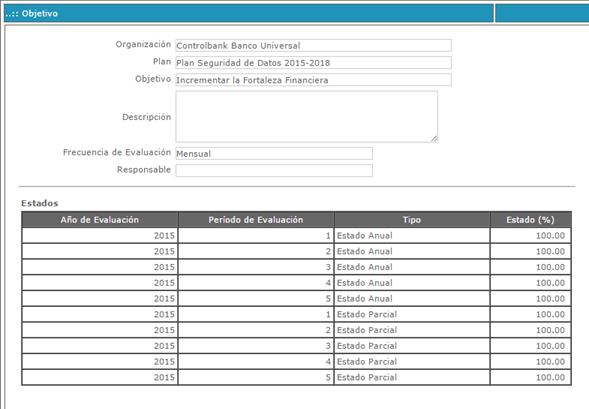 ..:: Objetivo
Organización Controlbank Banco Universal
Plan Plan Seguridad de Datos 2015-2018
Objetivo Incrementar la Fortaleza Financiera
Descripción
Frecuencia de Evaluación Mensual
Responsable
Estados
Año de Evaluación Período de Evaluación Tipo Estado (%)
2015 1 Estado Anual 100.00
2015 2 Estado Anual 100.00
2015 3 Estado Anual 100.00
2015 4 Estado Anual 100.00
2015 5 Estado Anual 100.00
2015 1 Estado Parcial 100.00
2015 2 Estado Parcial 100.00
2015 3 Estado Parcial 100.00
2015 4 Estado Parcial 100.00
2015 5 Estado Parcial 100.00